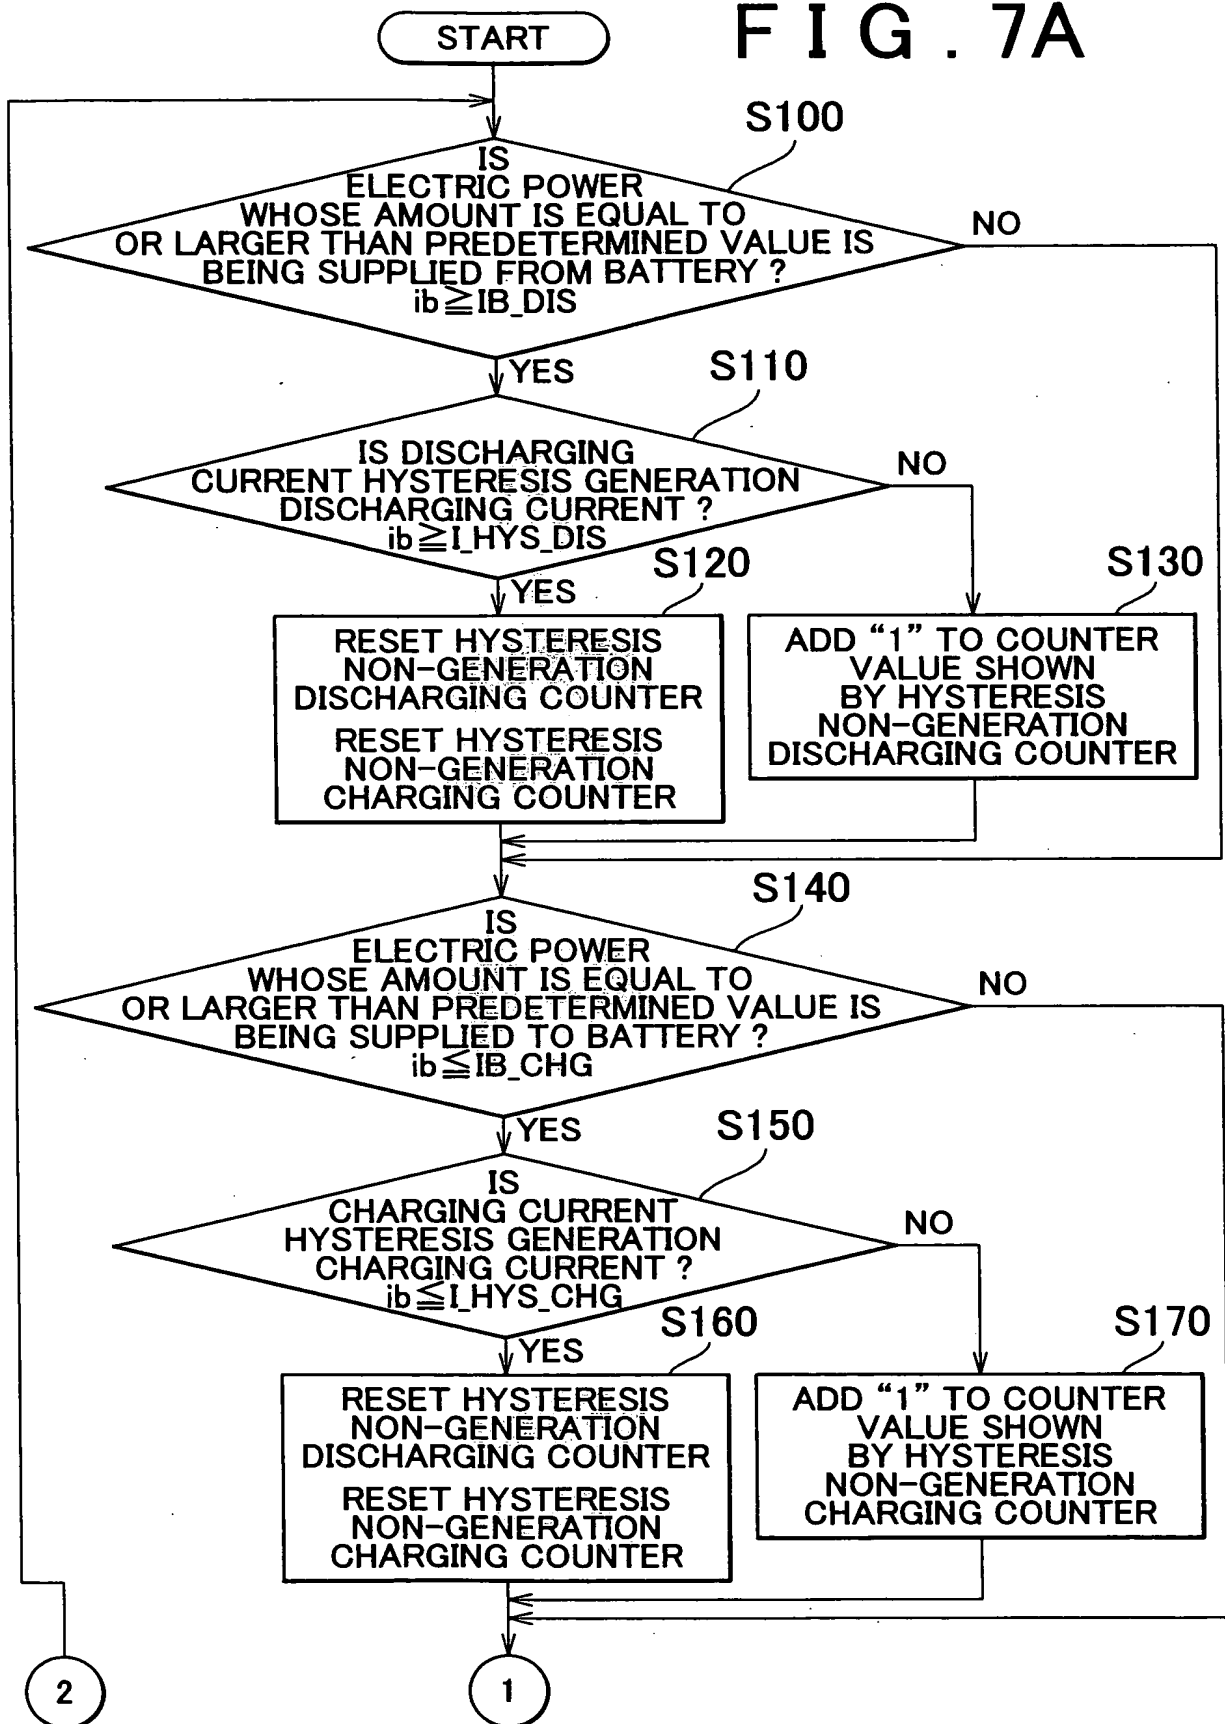 FIG. 7A
START
S100
IS
ELECTRIC POWER
WHOSE AMOUNT IS EQUAL TO
OR LARGER THAN PREDETERMINED VALUE IS
BEING SUPPLIED FROM BATTERY ?
ib≧IB_DIS
NO
YES
S110
IS DISCHARGING
CURRENT HYSTERESIS GENERATION
DISCHARGING CURRENT ?
ib≧I_HYS_DIS
NO
YES
S120
RESET HYSTERESIS
NON-GENERATION
DISCHARGING COUNTER
RESET HYSTERESIS
NON-GENERATION
CHARGING COUNTER
S130
ADD “1” TO COUNTER
VALUE SHOWN
BY HYSTERESIS
NON-GENERATION
DISCHARGING COUNTER
S140
IS
ELECTRIC POWER
WHOSE AMOUNT IS EQUAL TO
OR LARGER THAN PREDETERMINED VALUE IS
BEING SUPPLIED TO BATTERY ?
ib≦IB_CHG
NO
YES
S150
IS
CHARGING CURRENT
HYSTERESIS GENERATION
CHARGING CURRENT ?
ib≦I_HYS_CHG
NO
YES
S160
RESET HYSTERESIS
NON-GENERATION
DISCHARGING COUNTER
RESET HYSTERESIS
NON-GENERATION
CHARGING COUNTER
S170
ADD “1” TO COUNTER
VALUE SHOWN
BY HYSTERESIS
NON-GENERATION
CHARGING COUNTER
2
1